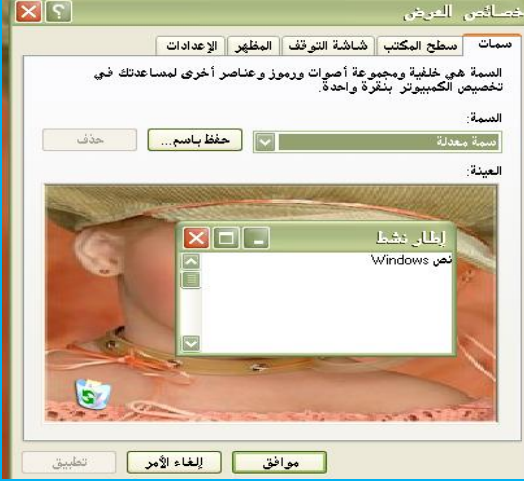 خصائص العرض
سمات
سطح المكتب
شاشة التوقف
المظهر
الإعدادات
السمة هي خلفية ومجموعة أصوات ورموز وعناصر أخرى لمساعدتك في
تخصيص الكمبيوتر بنقرة واحدة.
السمة:
سمة معدلة
حفظ باسم...
حذف
العينة:
إطار نشط
نص Windows
موافق
إلغاء الأمر
تطبيق